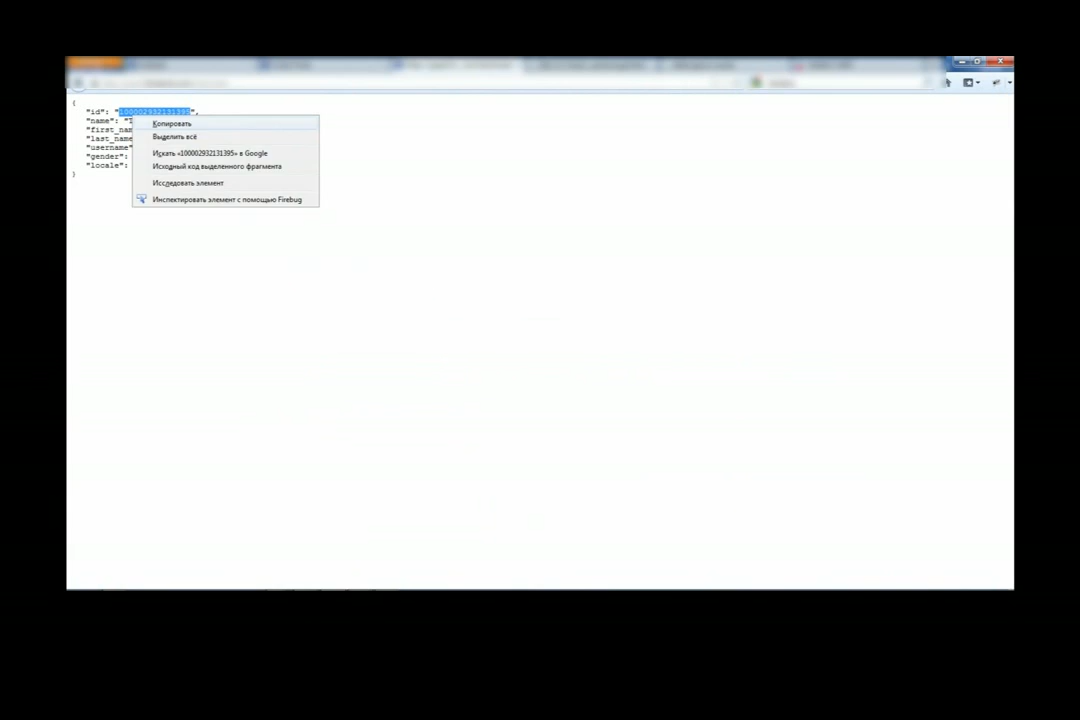 {
"id": "100002932131395",
"name": "T
"first_nam
"last_name
"username"
"gender":
"locale":
}
Копировать
Выделить всё
Искать «100002932131395» в Google
Исходный код выделенного фрагмента
Исследовать элемент
Инспектировать элемент с помощью Firebug